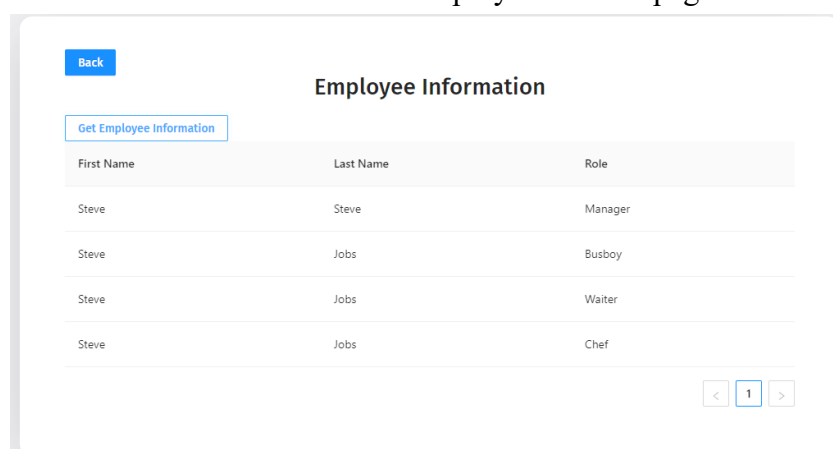 Back
Employee Information
Get Employee Information
First Name Last Name Role
Steve Steve Manager
Steve Jobs Busboy
Steve Jobs Waiter
Steve Jobs Chef
< 1 >